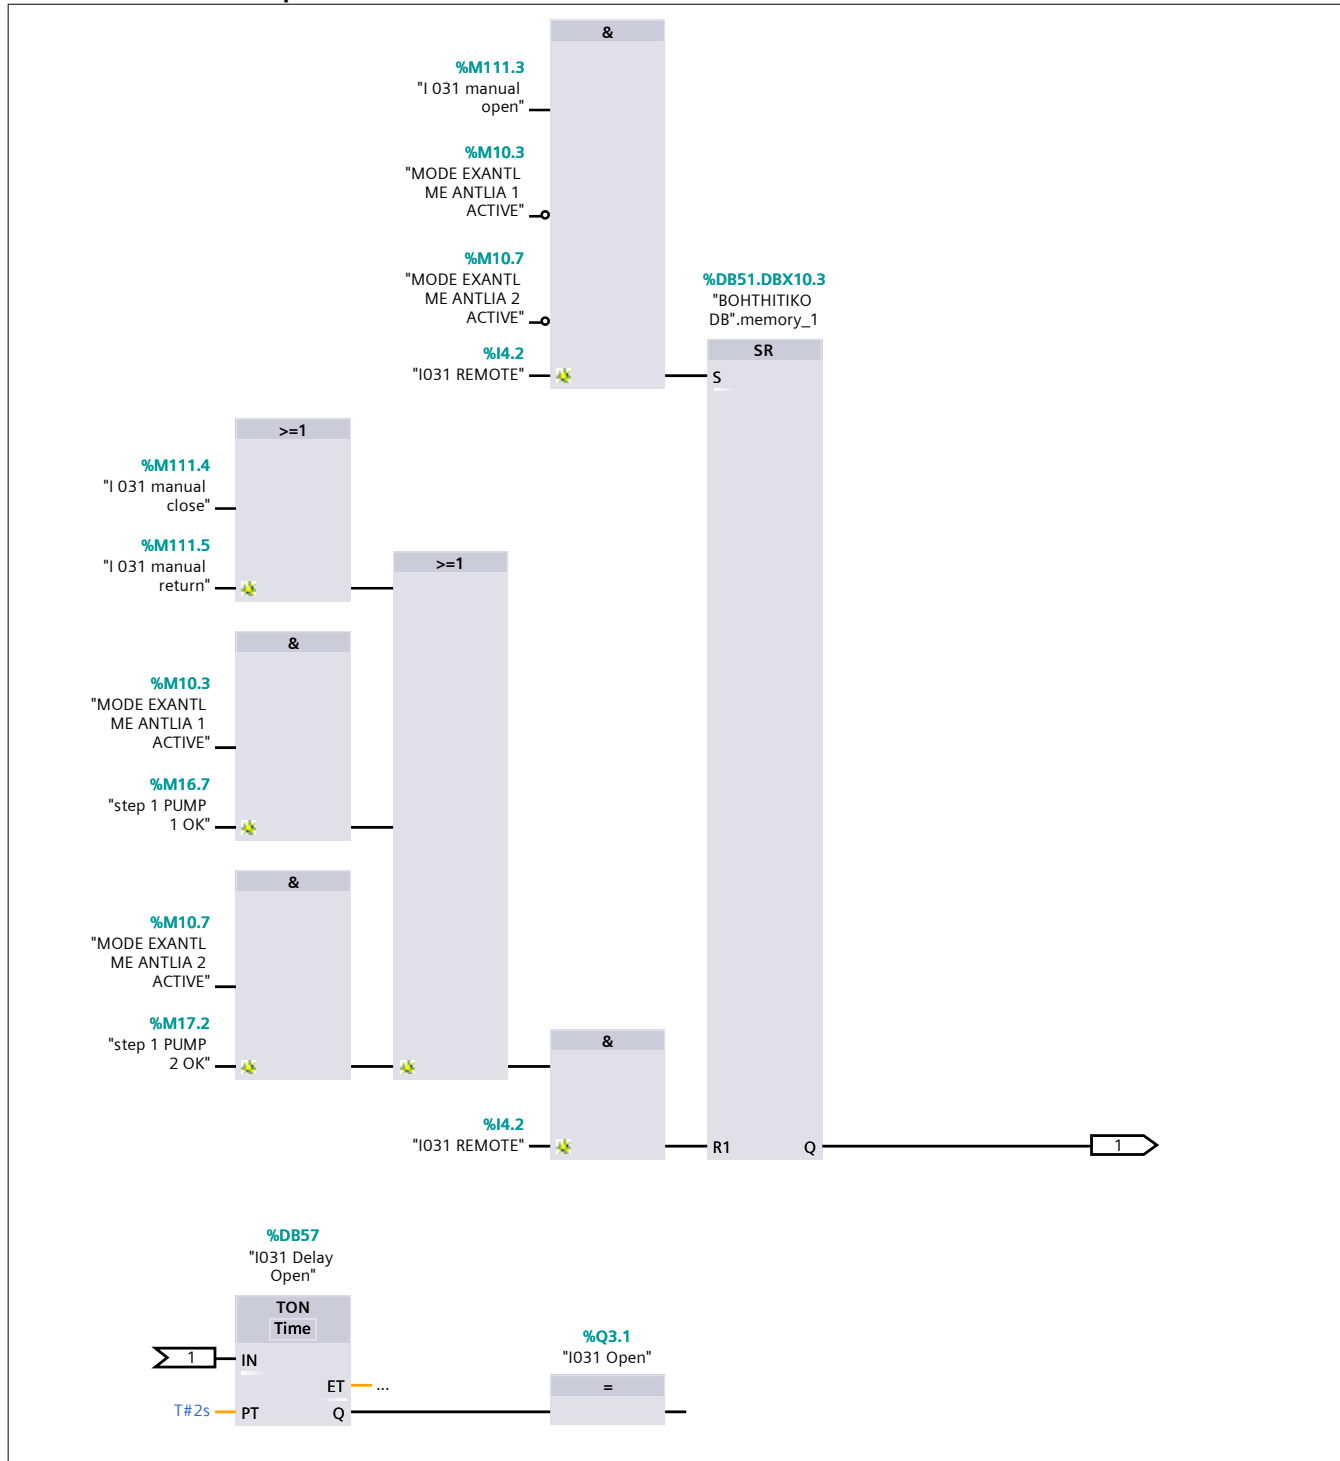 &
%M111.3
"I 031 manual
open"
%M10.3
"MODE EXANTL
ME ANTLIA 1
ACTIVE"
%M10.7
"MODE EXANTL
ME ANTLIA 2
ACTIVE"
%I4.2
"I031 REMOTE"
%DB51.DBX10.3
"BOHTHITIKO
DB".memory_1
SR
S
>=1
%M111.4
"I 031 manual
close"
%M111.5
"I 031 manual
return"
>=1
&
%M10.3
"MODE EXANTL
ME ANTLIA 1
ACTIVE"
%M16.7
"step 1 PUMP
1 OK"
&
%M10.7
"MODE EXANTL
ME ANTLIA 2
ACTIVE"
%M17.2
"step 1 PUMP
2 OK"
&
%I4.2
"I031 REMOTE"
R1 Q
1
%DB57
"I031 Delay
Open"
TON
Time
1
IN
ET ...
T#2s
PT Q
%Q3.1
"I031 Open"
=